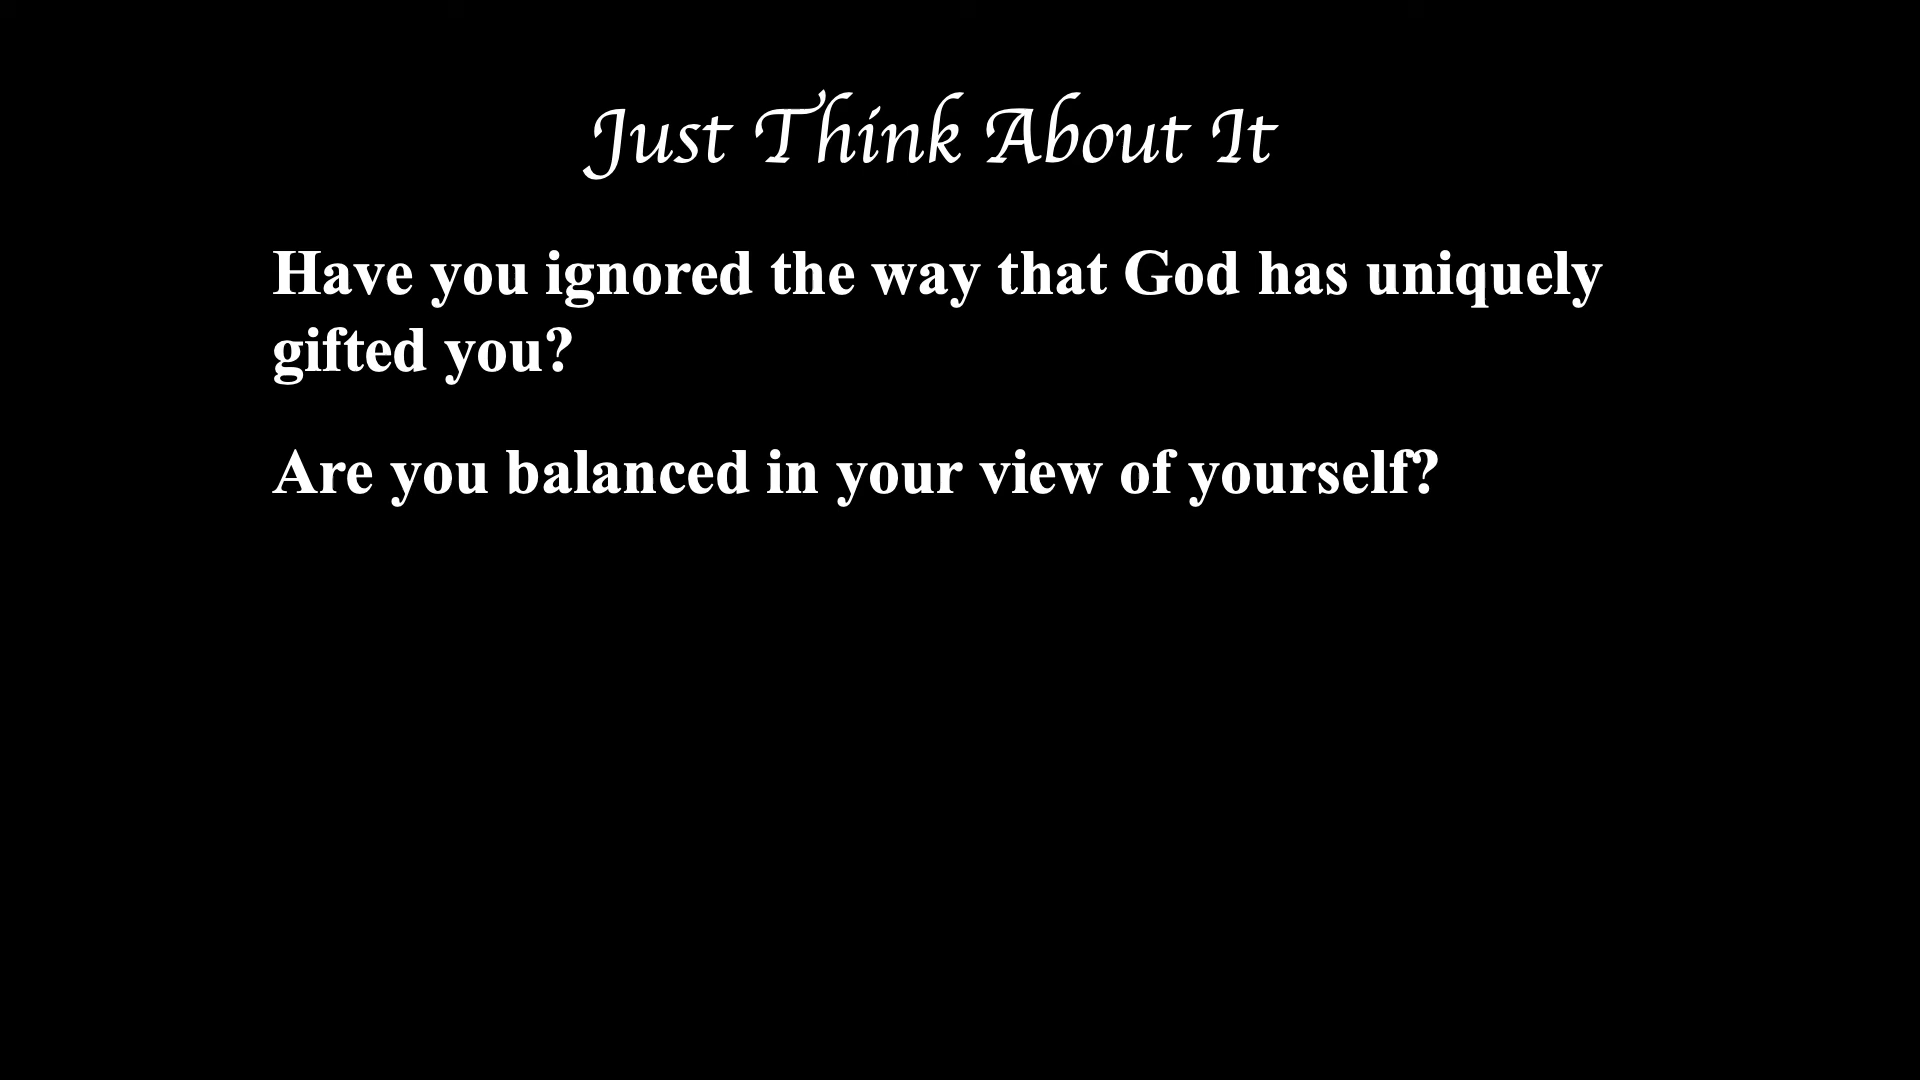 Just Think About It
Have you ignored the way that God has uniquely
gifted you?
Are you balanced in your view of yourself?